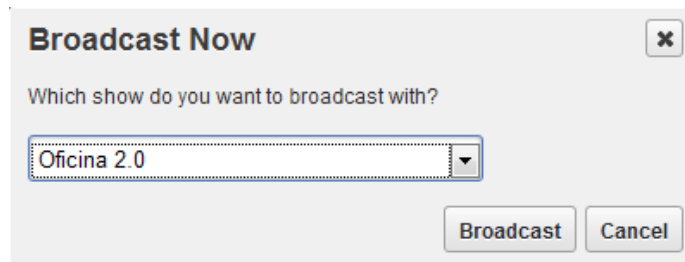 Broadcast Now
Which show do you want to broadcast with?
Oficina 2.0
Broadcast Cancel